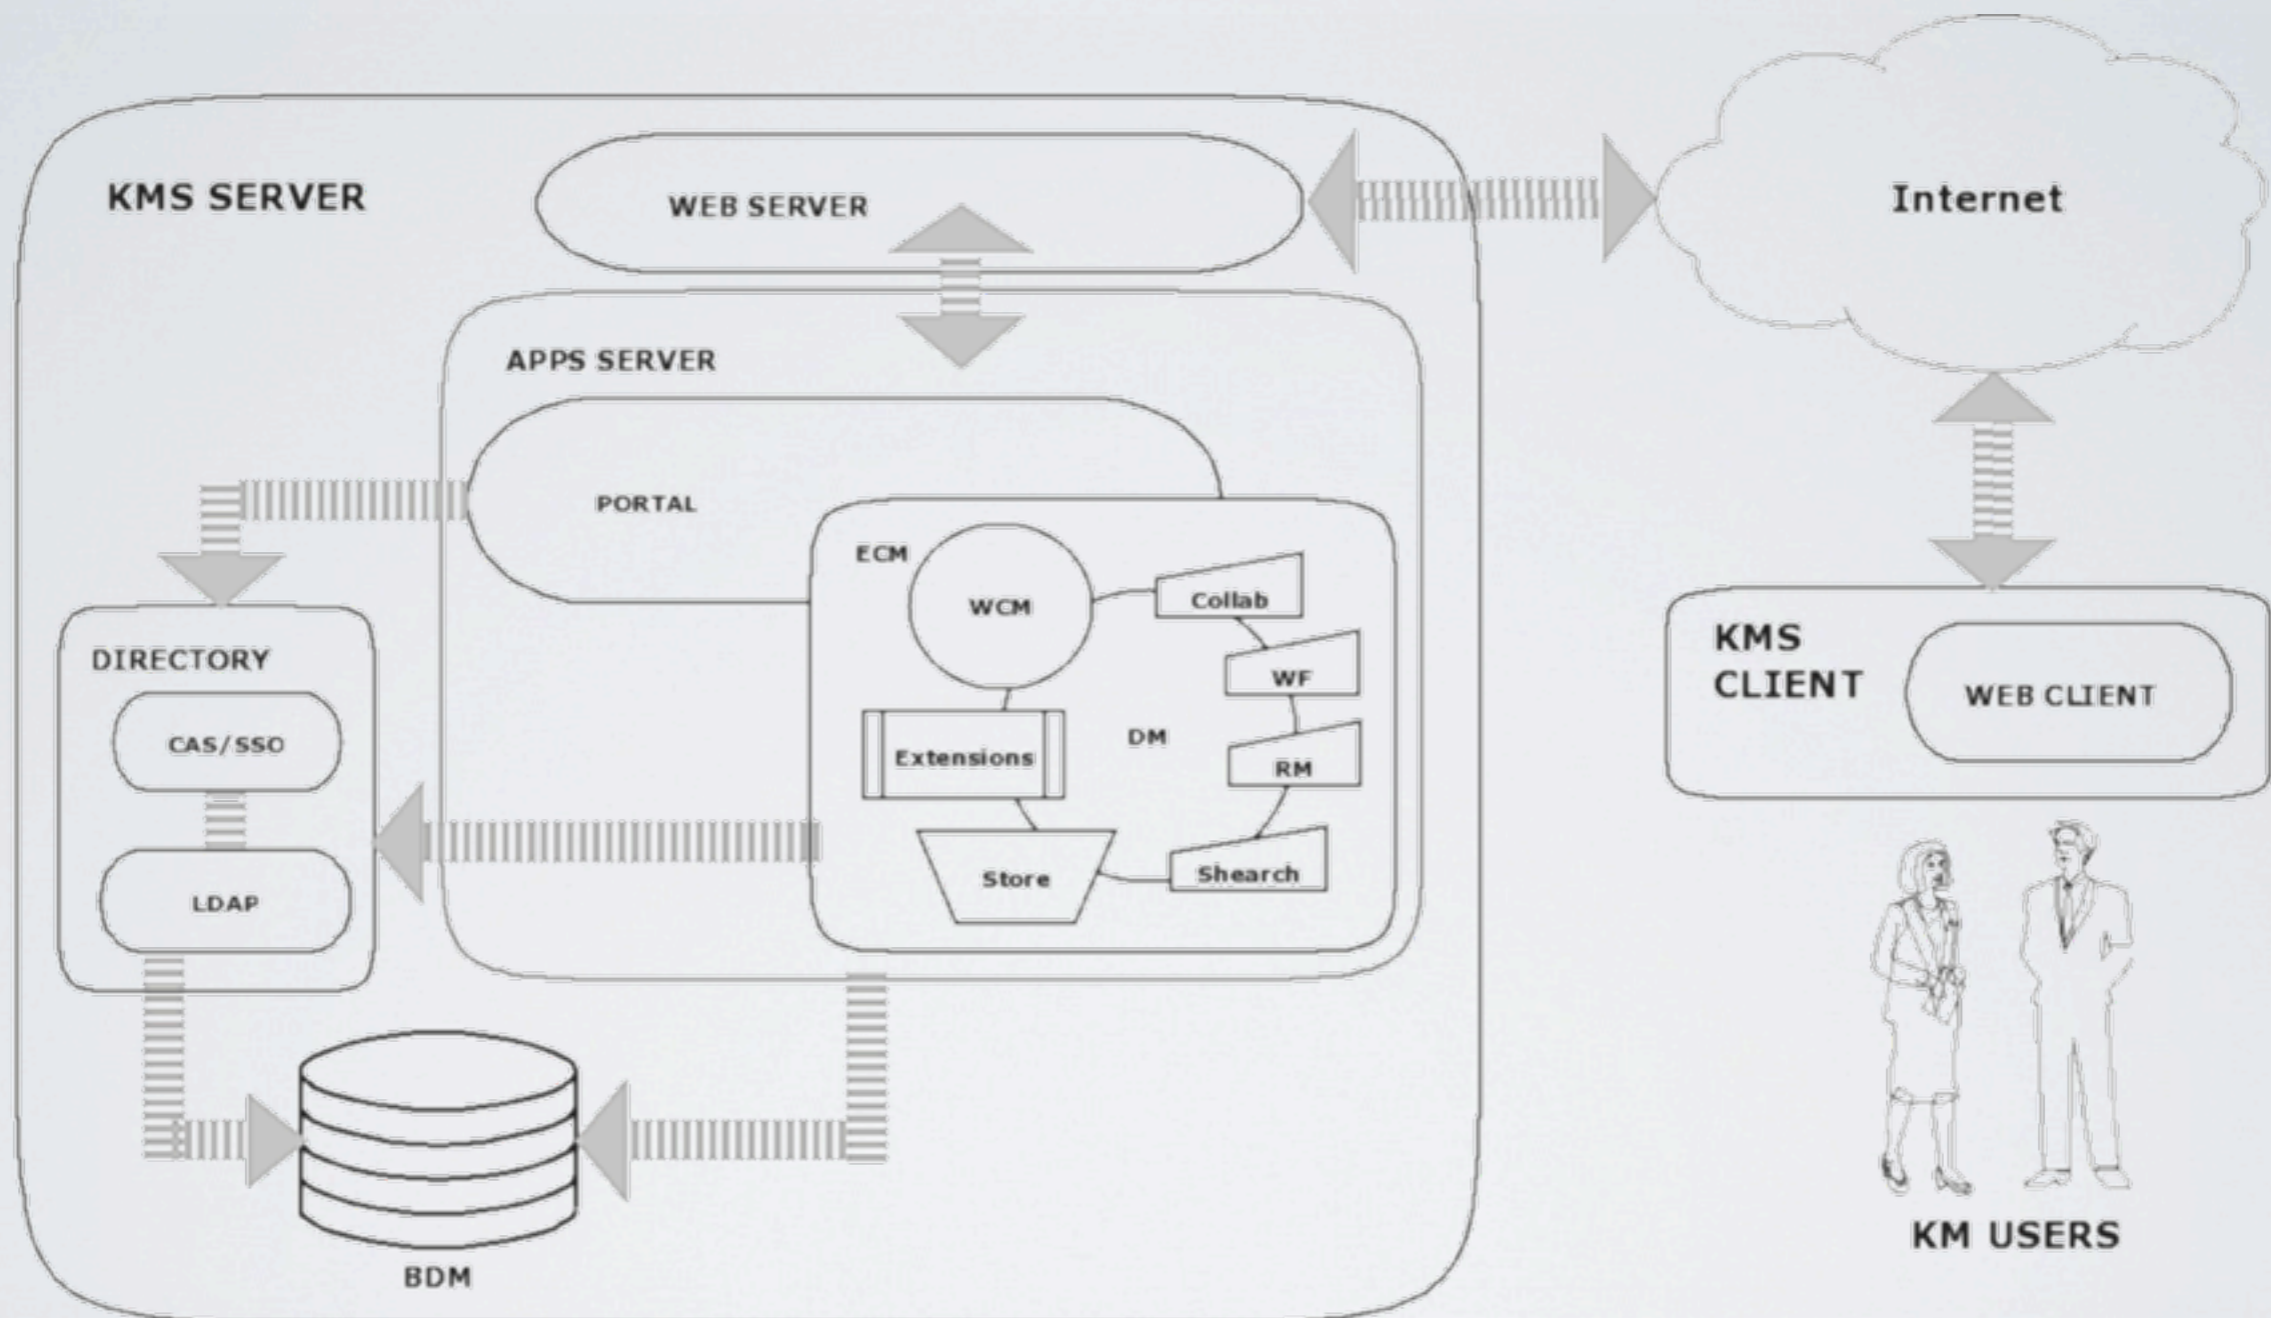 KMS SERVER
WEB SERVER
Internet
APPS SERVER
PORTAL
ECM
WCM
Collab
WF
DM
RM
Extensions
Store
Shearch
DIRECTORY
CAS/SSO
LDAP
BDM
KMS
CLIENT
WEB CLIENT
KM USERS